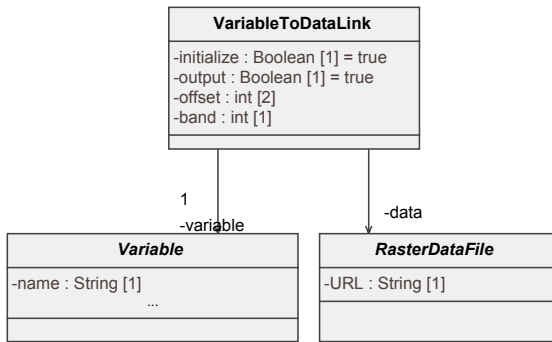 VariableToDataLink
-initialize : Boolean [1] = true
-output : Boolean [1] = true
-offset : int [2]
-band : int [1]
1
-variable
-data
Variable
-name : String [1]
...
RasterDataFile
-URL : String [1]